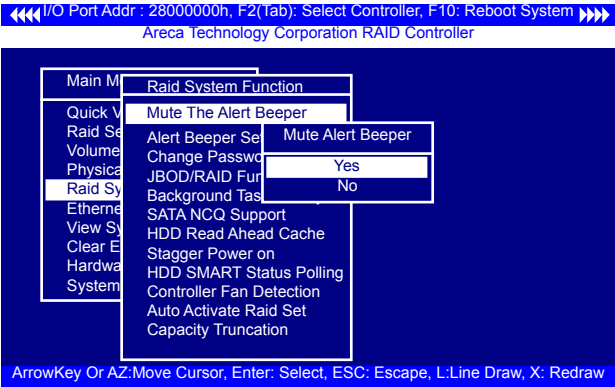 I/O Port Addr : 28000000h, F2(Tab): Select Controller, F10: Reboot System
Areca Technology Corporation RAID Controller
Main M
Quick V
Raid Se
Volume
Physica
Raid Sy
Etherne
View Sy
Clear E
Hardwa
System
Raid System Function
Mute The Alert Beeper
Alert Beeper Se
Change Passwo
JBOD/RAID Fun
Background Tas
SATA NCQ Support
HDD Read Ahead Cache
Stagger Power on
HDD SMART Status Polling
Controller Fan Detection
Auto Activate Raid Set
Capacity Truncation
Mute Alert Beeper
Yes
No
ArrowKey Or AZ:Move Cursor, Enter: Select, ESC: Escape, L:Line Draw, X: Redraw